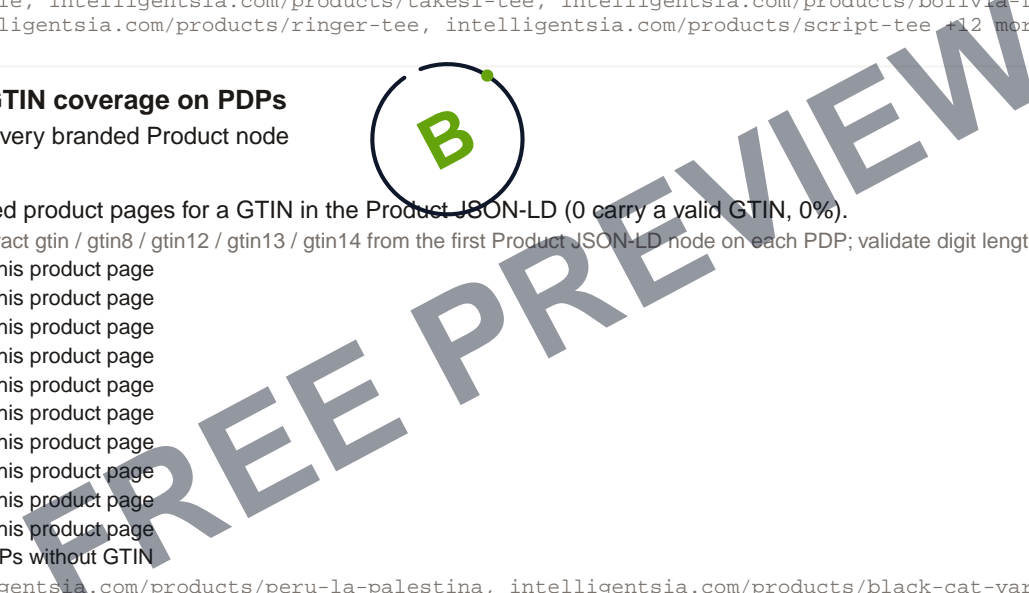 le, intelligentsia.com/products/takesi-tee, intelligentsia.com/products/bolivia-
ligentsia.com/products/ringer-tee, intelligentsia.com/products/script-tee +12 mor
GTIN coverage on PDPs
very branded Product node
B
ed product pages for a GTIN in the Product JSON-LD (0 carry a valid GTIN, 0%).
ract gtin / gtin8 / gtin12 / gtin13 / gtin14 from the first Product JSON-LD node on each PDP; validate digit lengt
his product page
his product page
his product page
his product page
his product page
his product page
his product page
his product page
his product page
his product page
Ps without GTIN
gentsia.com/products/peru-la-palestina, intelligentsia.com/products/black-cat-var
FREE PREVIEW